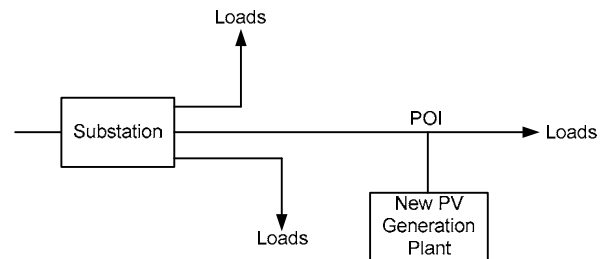 Loads
Substation
POI
Loads
Loads
New PV
Generation
Plant